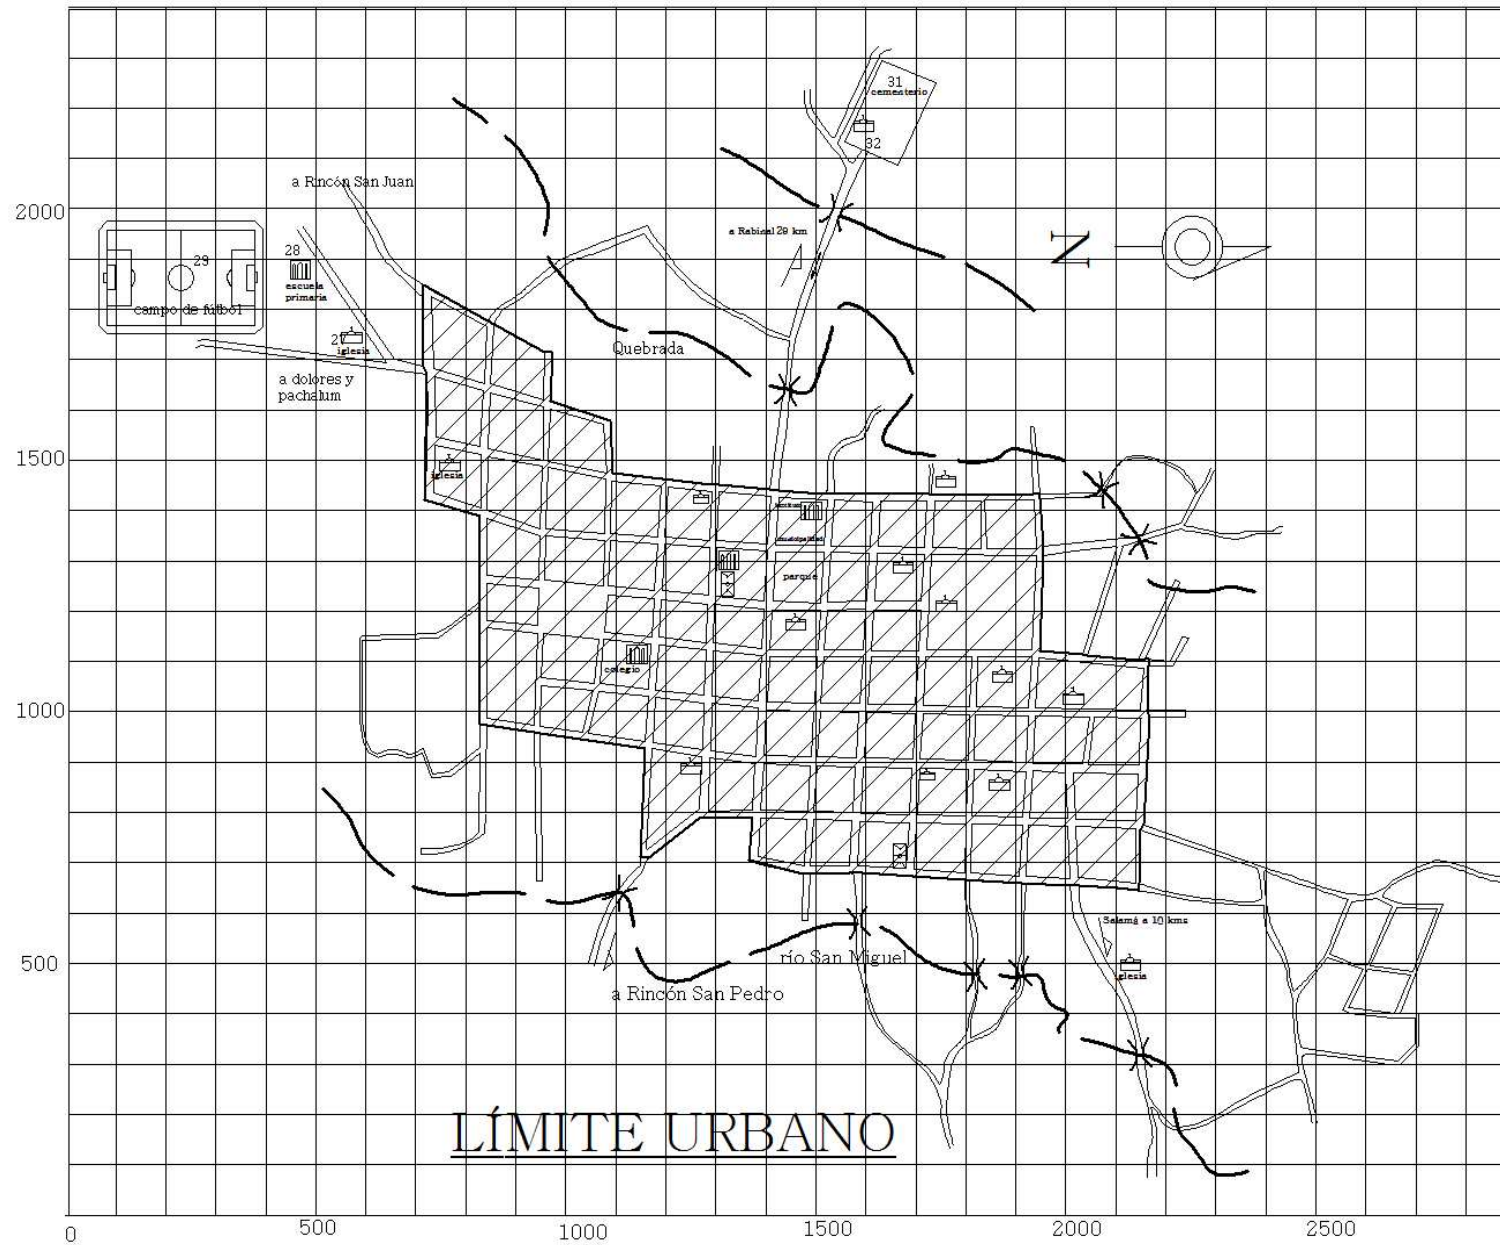 31
cementerio
32
a Rincón San Juan
2000
a Rabinal 29 km
N
28
29
escuela
primaria
campo de fútbol
27
iglesia
Quebrada
a dolores y
pachalum
1500
iglesia
municipalidad
parque
colegio
1000
Salamá a 10 kms
500
río San Miguel
iglesia
a Rincón San Pedro
LÍMITE URBANO
0
500
1000
1500
2000
2500